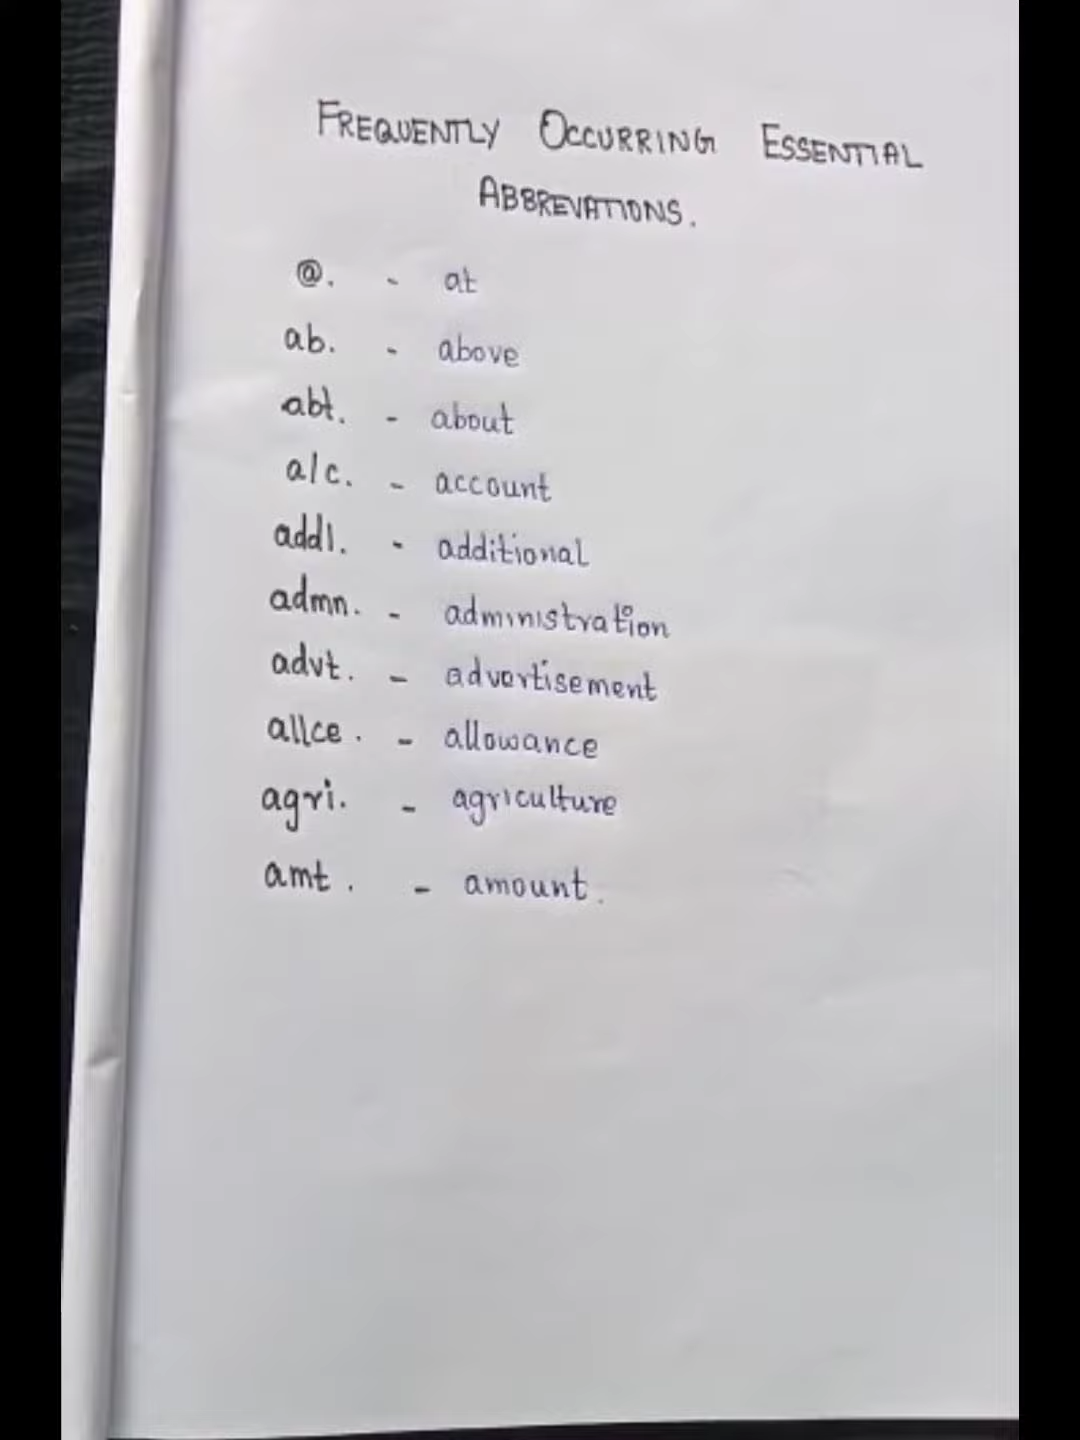 FREQUENTLY OCCURRING ESSENTIAL
ABBREVATIONS.
@. - at
ab. - above
abt. - about
a/c. - account
addl. - additional
admn. - administration
advt. - advertisement
allce. - allowance
agri. - agriculture
amt. - amount.